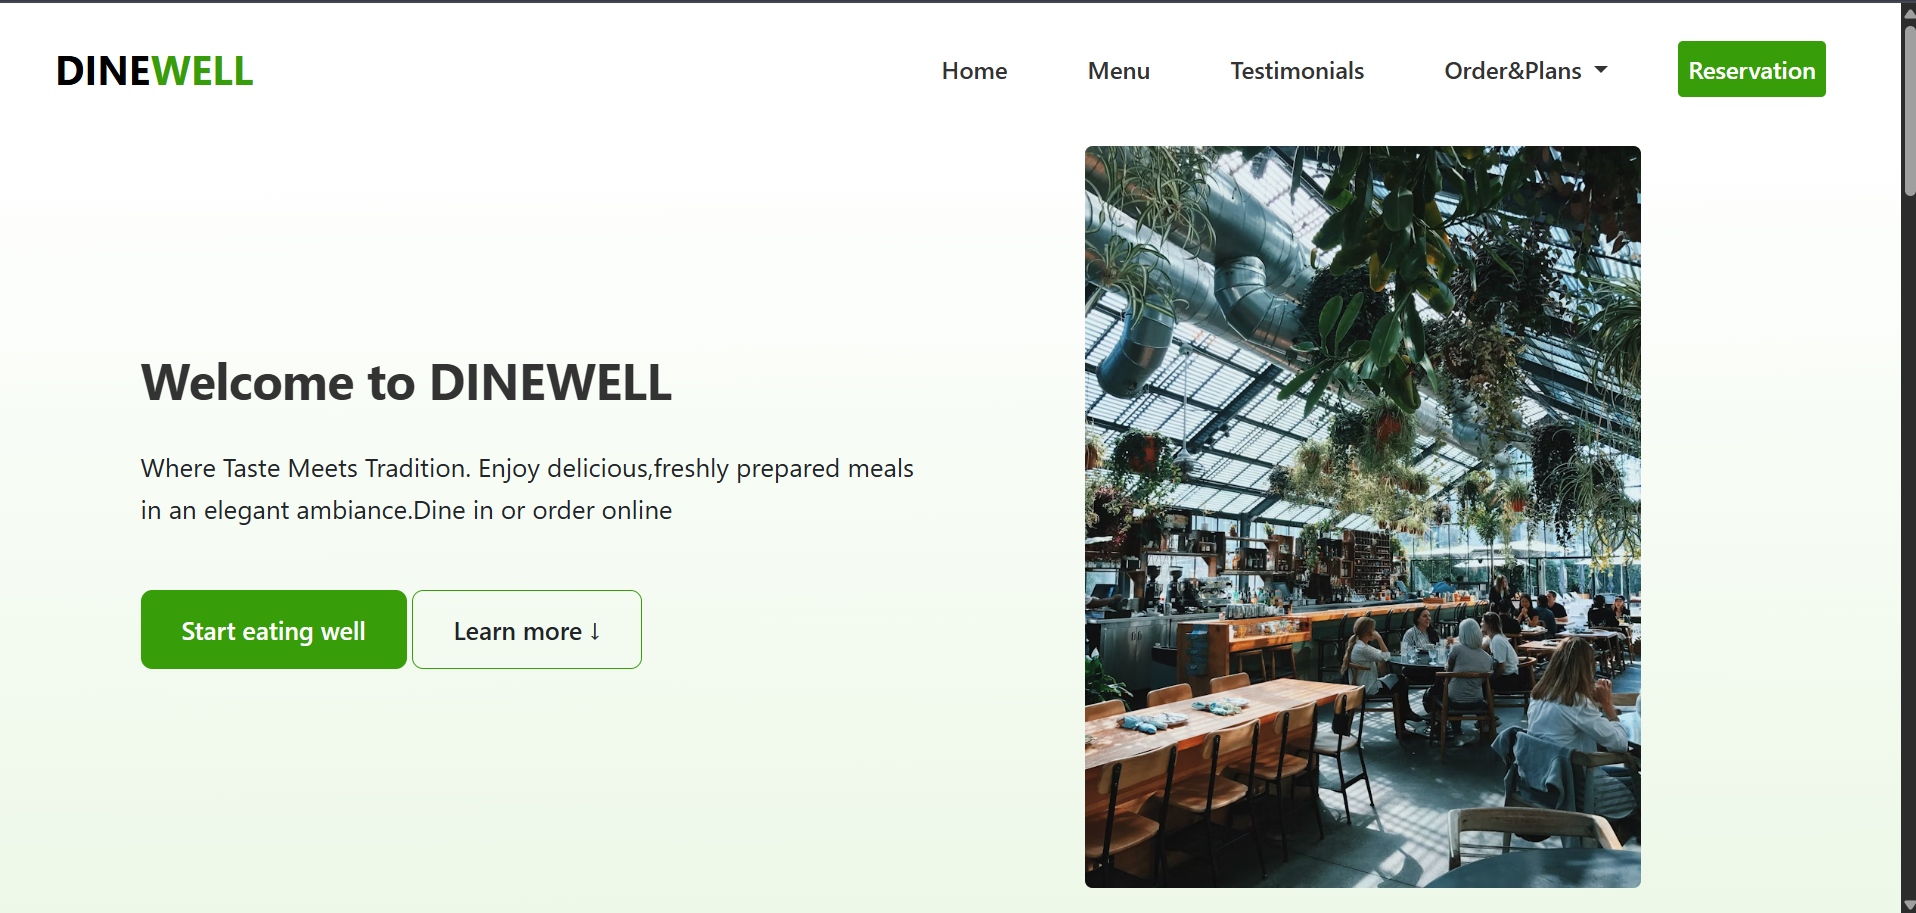 DINEWELL
Home
Menu
Testimonials
Order&Plans
Reservation
Welcome to DINEWELL
Where Taste Meets Tradition. Enjoy delicious,freshly prepared meals
in an elegant ambiance.Dine in or order online
Start eating well
Learn more ↓